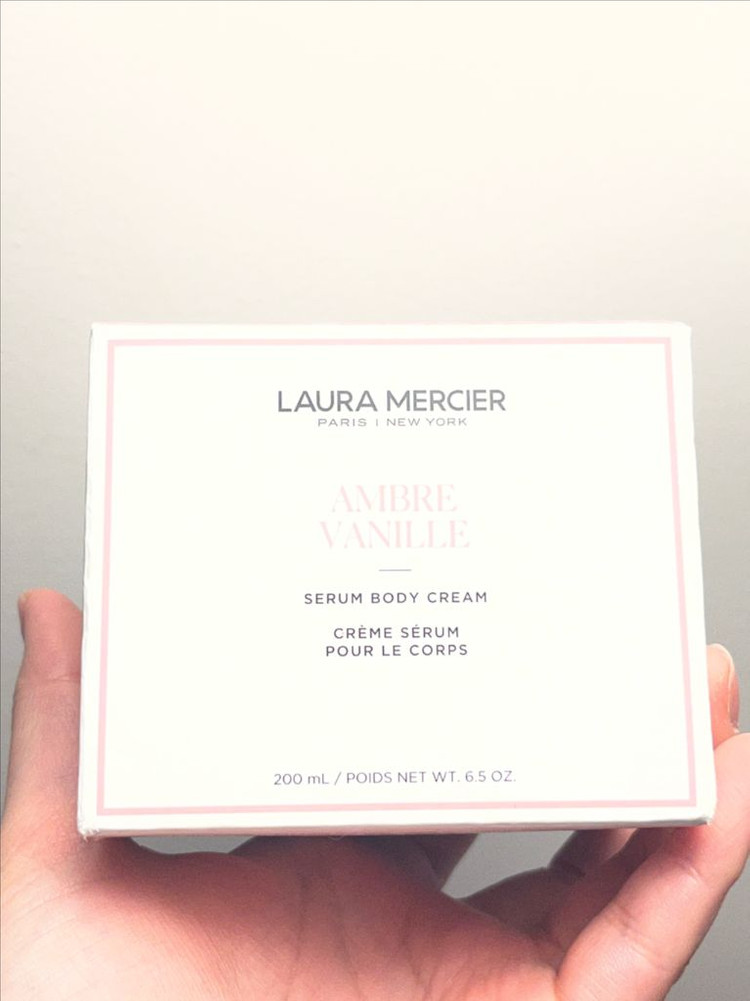 LAURA MERCIER
PARIS | NEW YORK
AMBRE
VANILLE
SERUM BODY CREAM
CRÈME SÉRUM
POUR LE CORPS
200 mL / POIDS NET WT. 6.5 OZ.